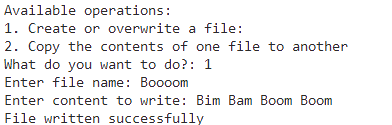 Available operations:
1. Create or overwrite a file:
2. Copy the contents of one file to another
What do you want to do?: 1
Enter file name: Boooom
Enter content to write: Bim Bam Boom Boom
File written successfully